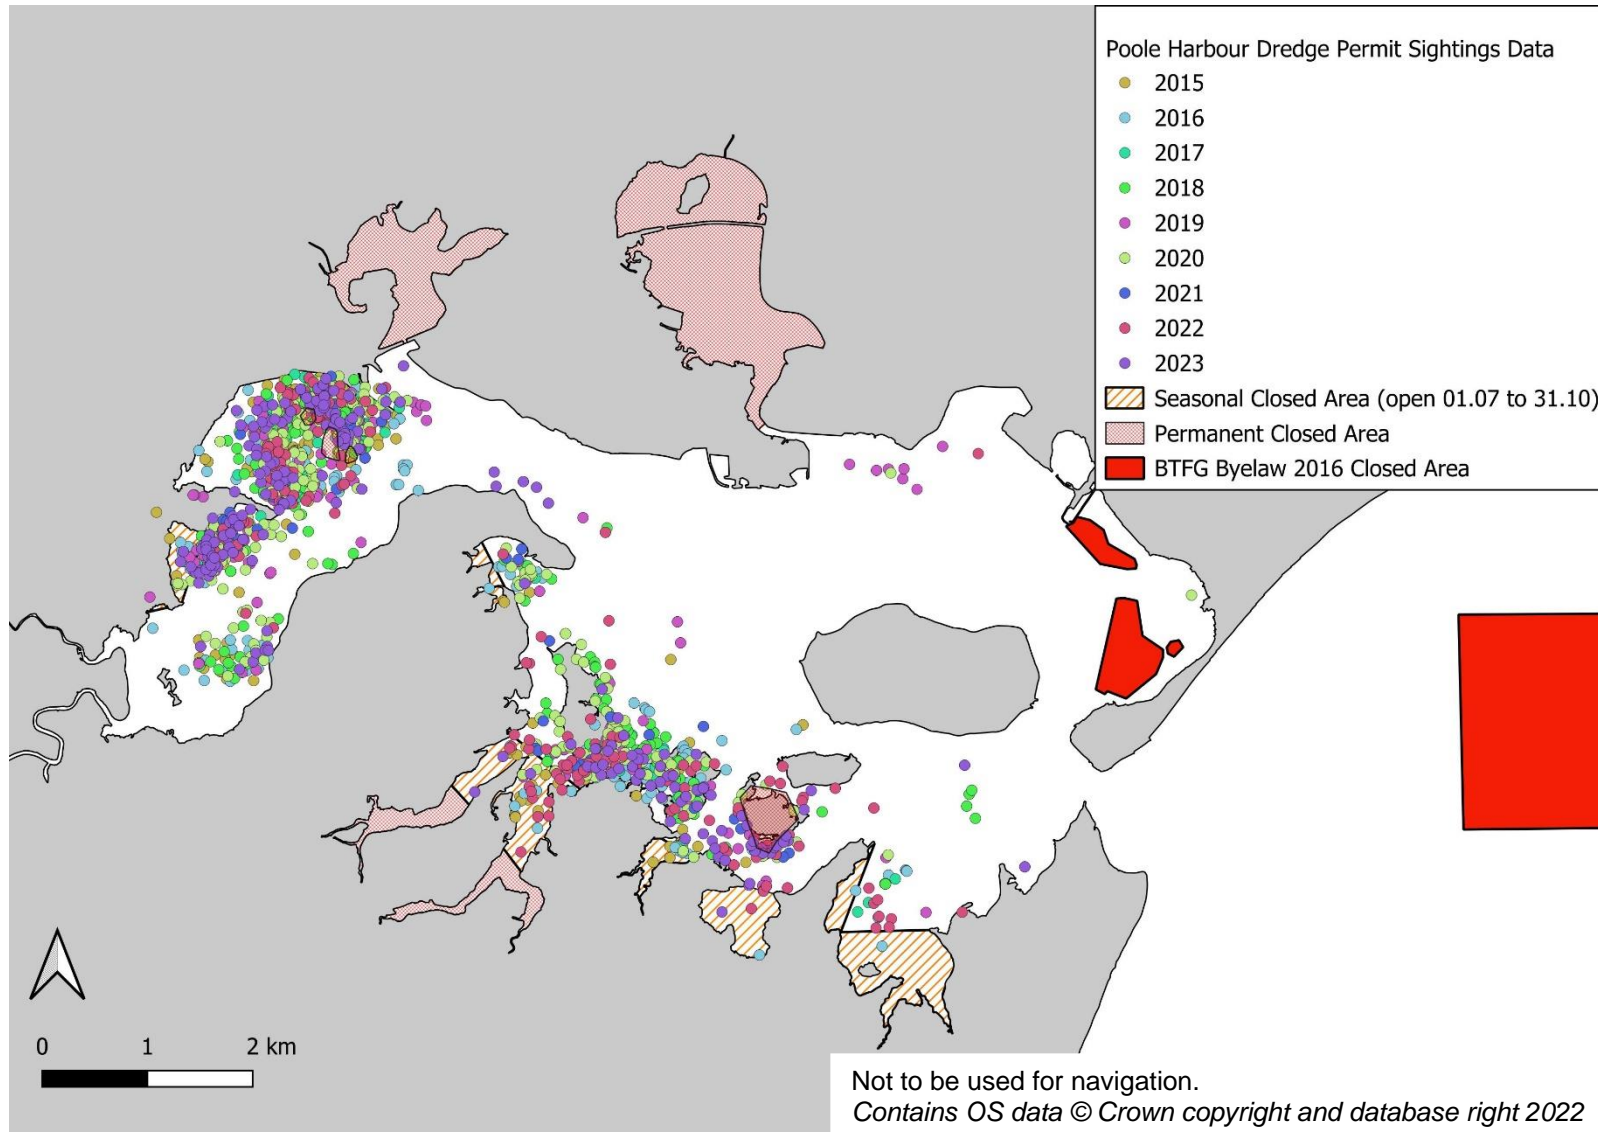 Poole Harbour Dredge Permit Sightings Data
2015
2016
2017
2018
2019
2020
2021
2022
2023
Seasonal Closed Area (open 01.07 to 31.10)
Permanent Closed Area
BTFG Byelaw 2016 Closed Area
0 1 2 km
Not to be used for navigation.
Contains OS data © Crown copyright and database right 2022